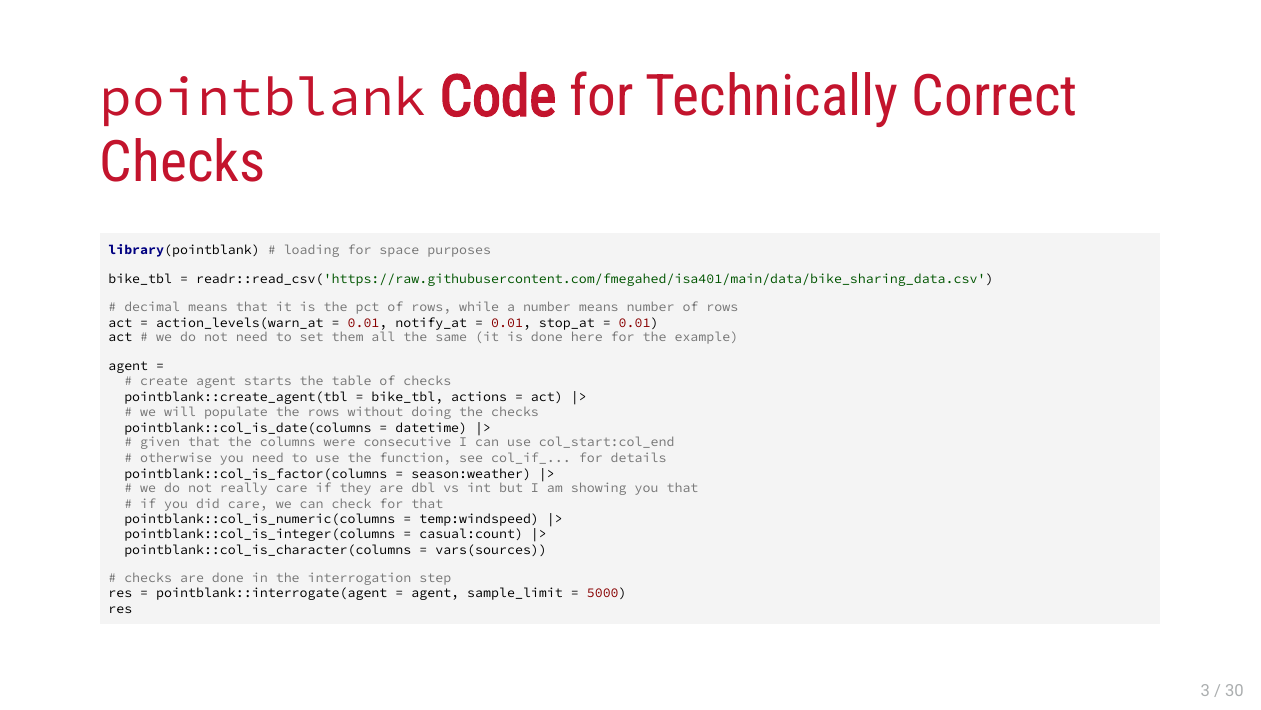 pointblank Code for Technically Correct
Checks
library(pointblank) # loading for space purposes
bike_tbl = readr::read_csv('https://raw.githubusercontent.com/fmegahed/isa401/main/data/bike_sharing_data.csv')
# decimal means that it is the pct of rows, while a number means number of rows
act = action_levels(warn_at = 0.01, notify_at = 0.01, stop_at = 0.01)
act # we do not need to set them all the same (it is done here for the example)
agent =
  # create agent starts the table of checks
  pointblank::create_agent(tbl = bike_tbl, actions = act) |>
  # we will populate the rows without doing the checks
  pointblank::col_is_date(columns = datetime) |>
  # given that the columns were consecutive I can use col_start:col_end
  # otherwise you need to use the function, see col_if_... for details
  pointblank::col_is_factor(columns = season:weather) |>
  # we do not really care if they are dbl vs int but I am showing you that
  # if you did care, we can check for that
  pointblank::col_is_numeric(columns = temp:windspeed) |>
  pointblank::col_is_integer(columns = casual:count) |>
  pointblank::col_is_character(columns = vars(sources))
# checks are done in the interrogation step
res = pointblank::interrogate(agent = agent, sample_limit = 5000)
res
3 / 30